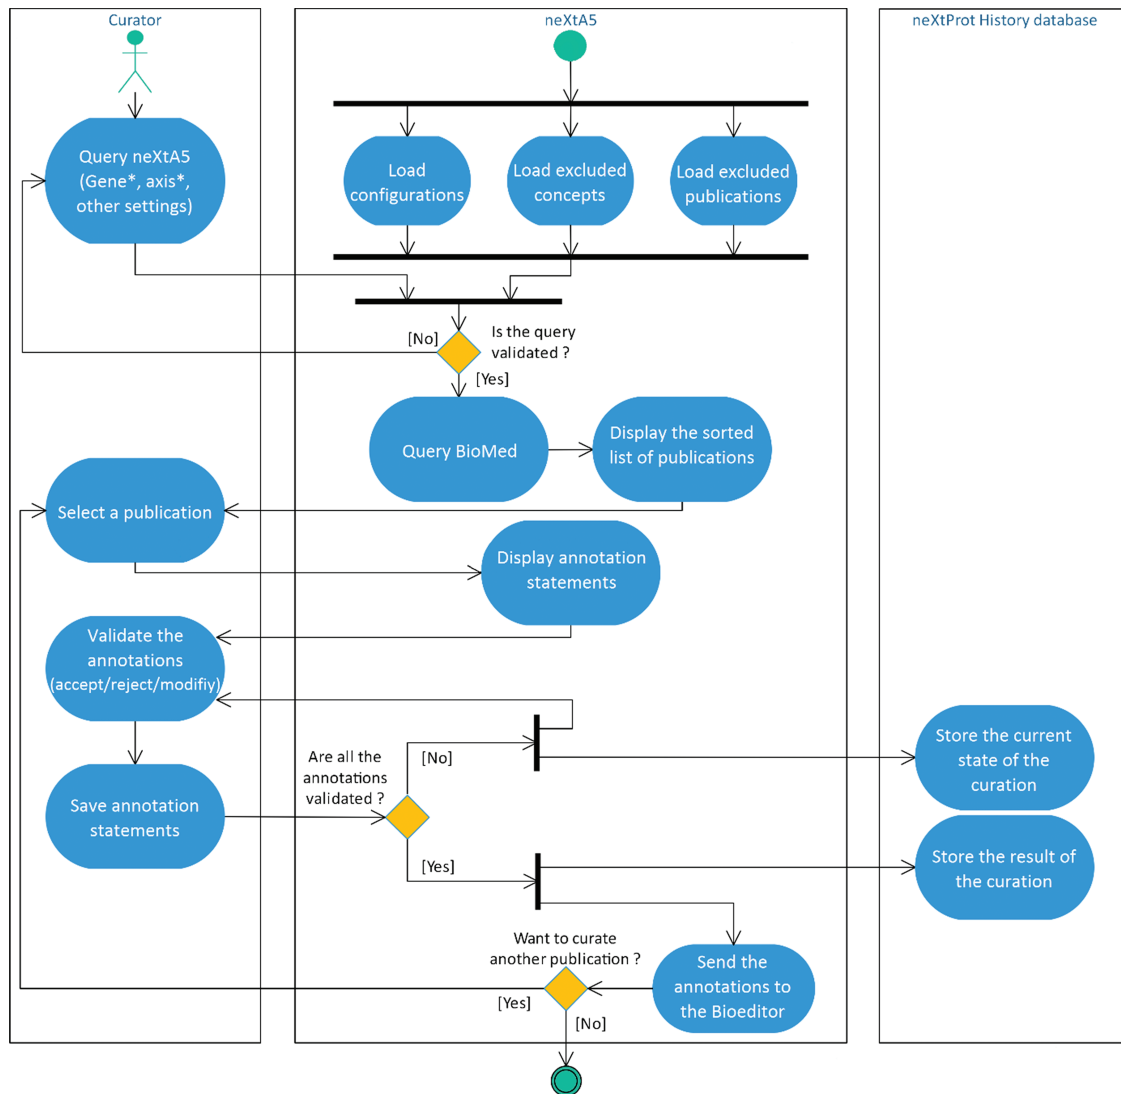 Curator
neXtA5
neXtProt History database
Query neXtA5
(Gene*, axis*,
other settings)
Load
configurations
Load excluded
concepts
Load excluded
publications
[No]
Is the query
validated ?
[Yes]
Query BioMed
Display the sorted
list of publications
Select a publication
Display annotation
statements
Validate the
annotations
(accept/reject/modifiy)
Save annotation
statements
Are all the
annotations
validated ?
[No]
[Yes]
Store the current
state of the
curation
Store the result of
the curation
Want to curate
another publication ?
[Yes]
[No]
Send the
annotations to
the Bioeditor